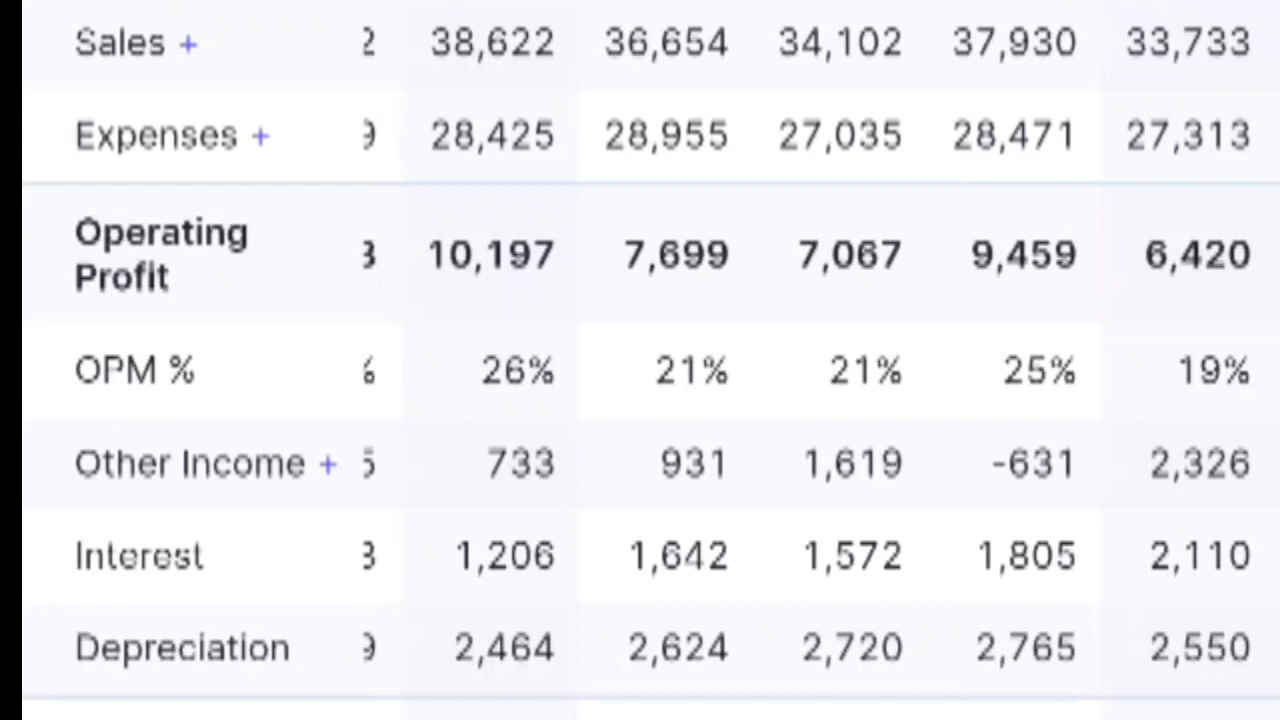 Sales + 2 38,622 36,654 34,102 37,930 33,733
Expenses + 9 28,425 28,955 27,035 28,471 27,313
Operating
Profit 3 10,197 7,699 7,067 9,459 6,420
OPM % 26% 21% 21% 25% 19%
Other Income + 5 733 931 1,619 -631 2,326
Interest 3 1,206 1,642 1,572 1,805 2,110
Depreciation 9 2,464 2,624 2,720 2,765 2,550